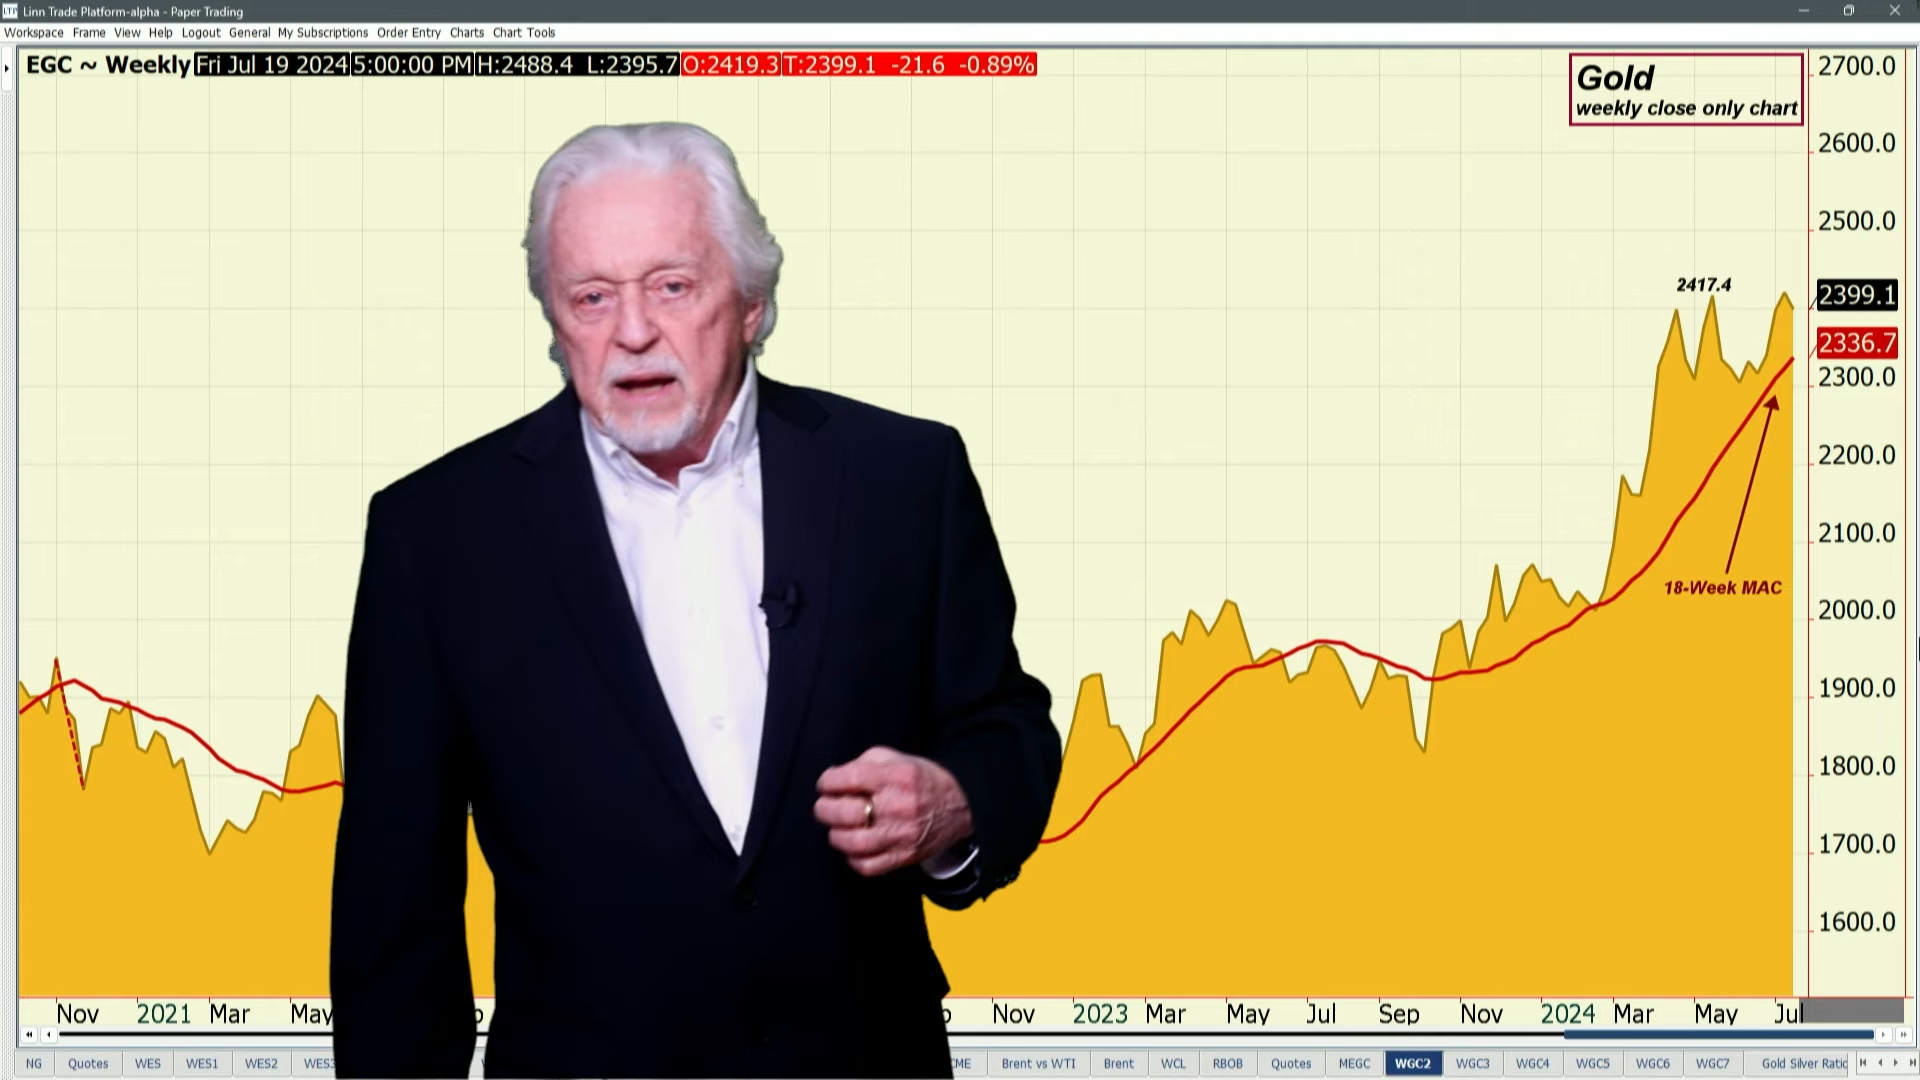 Linn Trade Platform-alpha - Paper Trading
Workspace Frame View Help Logout General My Subscriptions Order Entry Charts Chart Tools
EGC ~ Weekly Fri Jul 19 2024 5:00:00 PM H:2488.4 L:2395.7 O:2419.3 T:2399.1 -21.6 -0.89%
Gold
weekly close only chart
2700.0
2600.0
2500.0
2417.4
2399.1
2336.7
2300.0
2200.0
2100.0
18-Week MAC
2000.0
1900.0
1800.0
1700.0
1600.0
Nov 2021 Mar May Nov 2023 Mar May Jul Sep Nov 2024 Mar May Jul
NG Quotes WES WES1 WES2 WES3 CME Brent vs WTI Brent WCL RBOB Quotes MEGC WGC2 WGC3 WGC4 WGC5 WGC6 WGC7 Gold Silver Ratio